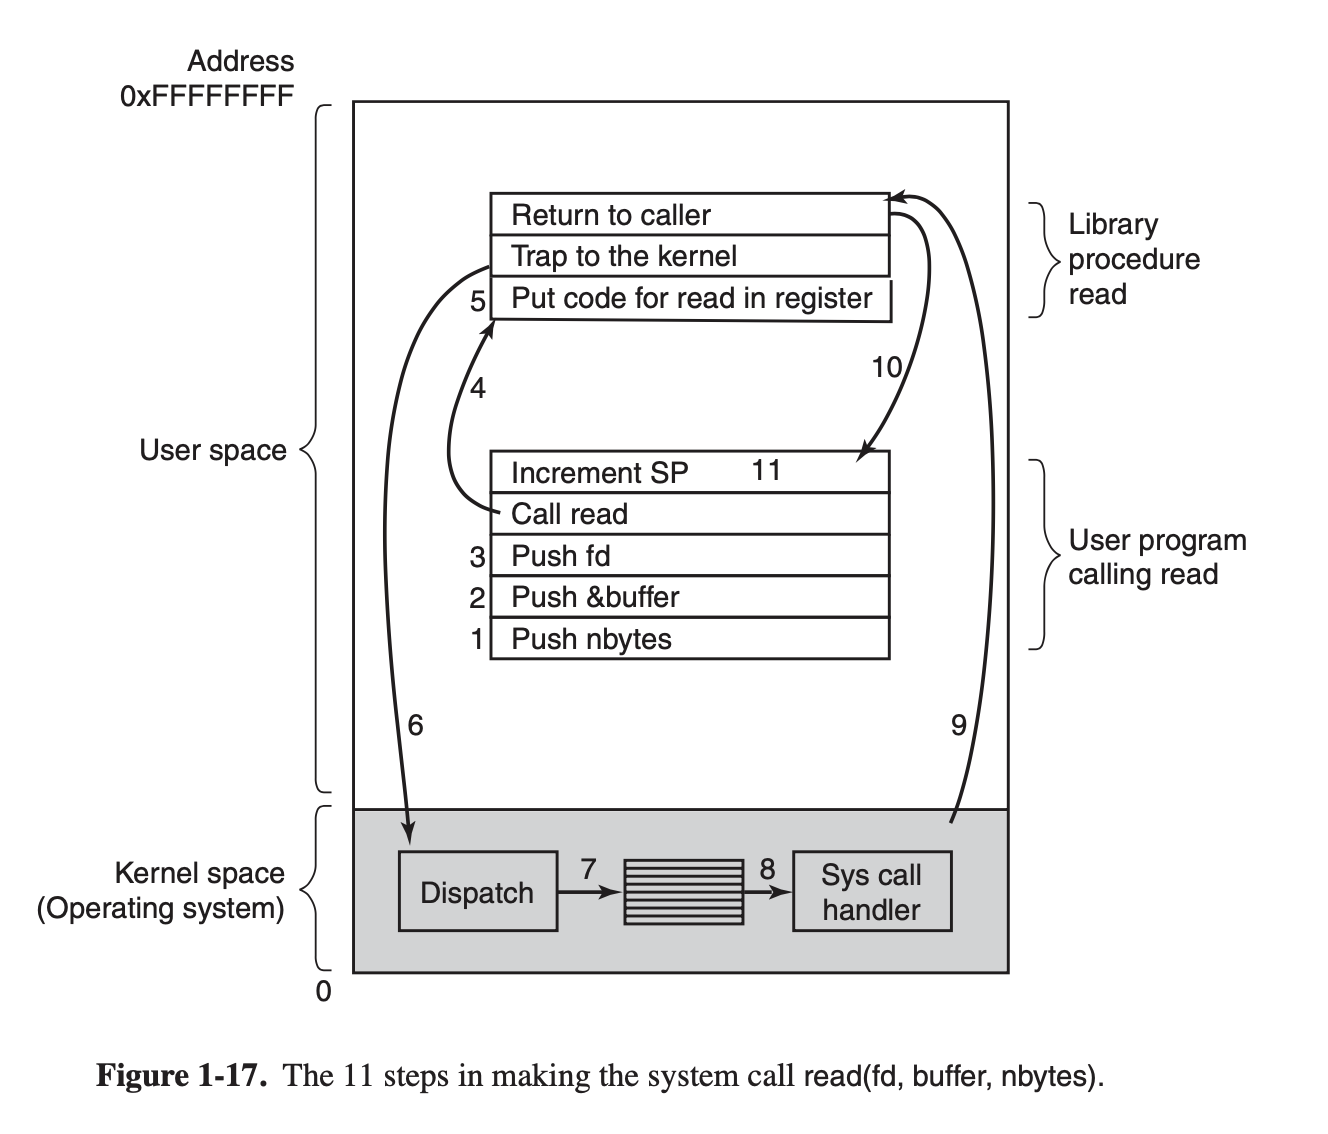 Address
0xFFFFFFFF
Return to caller
Trap to the kernel
5 Put code for read in register
Library
procedure
read
4
10
User space
Increment SP 11
Call read
3 Push fd
2 Push &buffer
1 Push nbytes
User program
calling read
6
9
Kernel space
(Operating system)
Dispatch
7
8
Sys call
handler
0
Figure 1-17. The 11 steps in making the system call read(fd, buffer, nbytes).